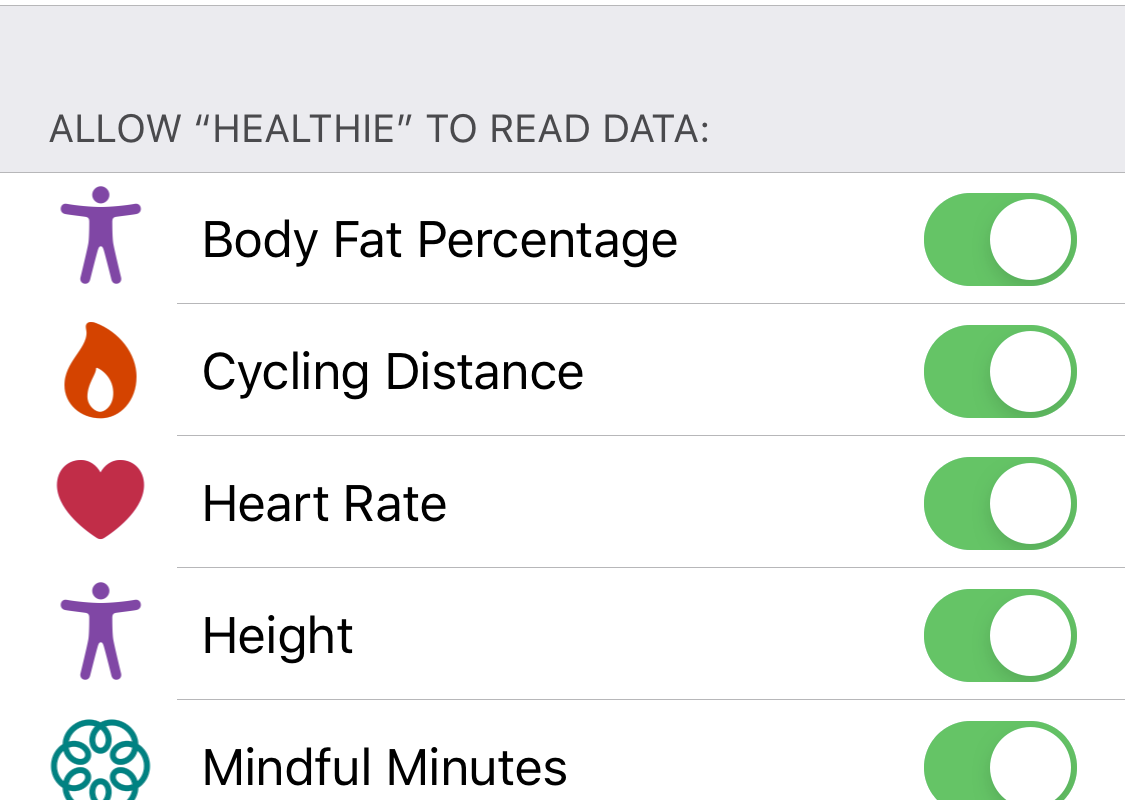 ALLOW “HEALTHIE” TO READ DATA:
Body Fat Percentage
Cycling Distance
Heart Rate
Height
Mindful Minutes